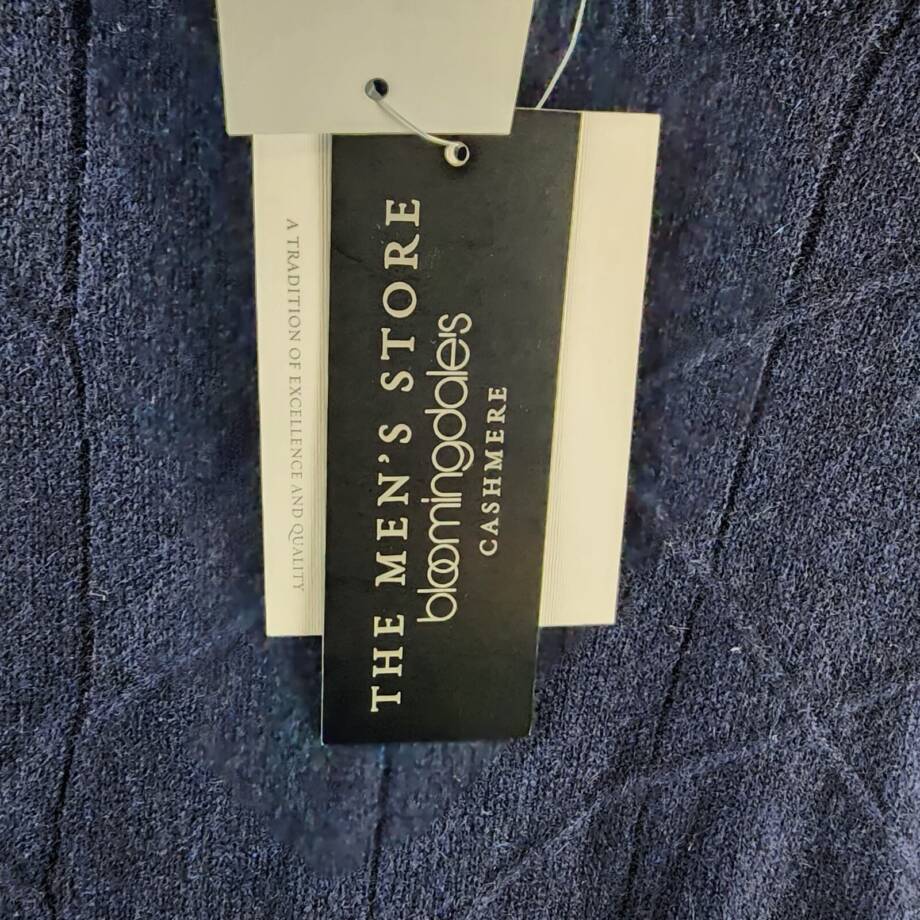 A TRADITION OF EXCELLENCE AND QUALITY
THE MEN'S STORE
bloomingdale's
CASHMERE